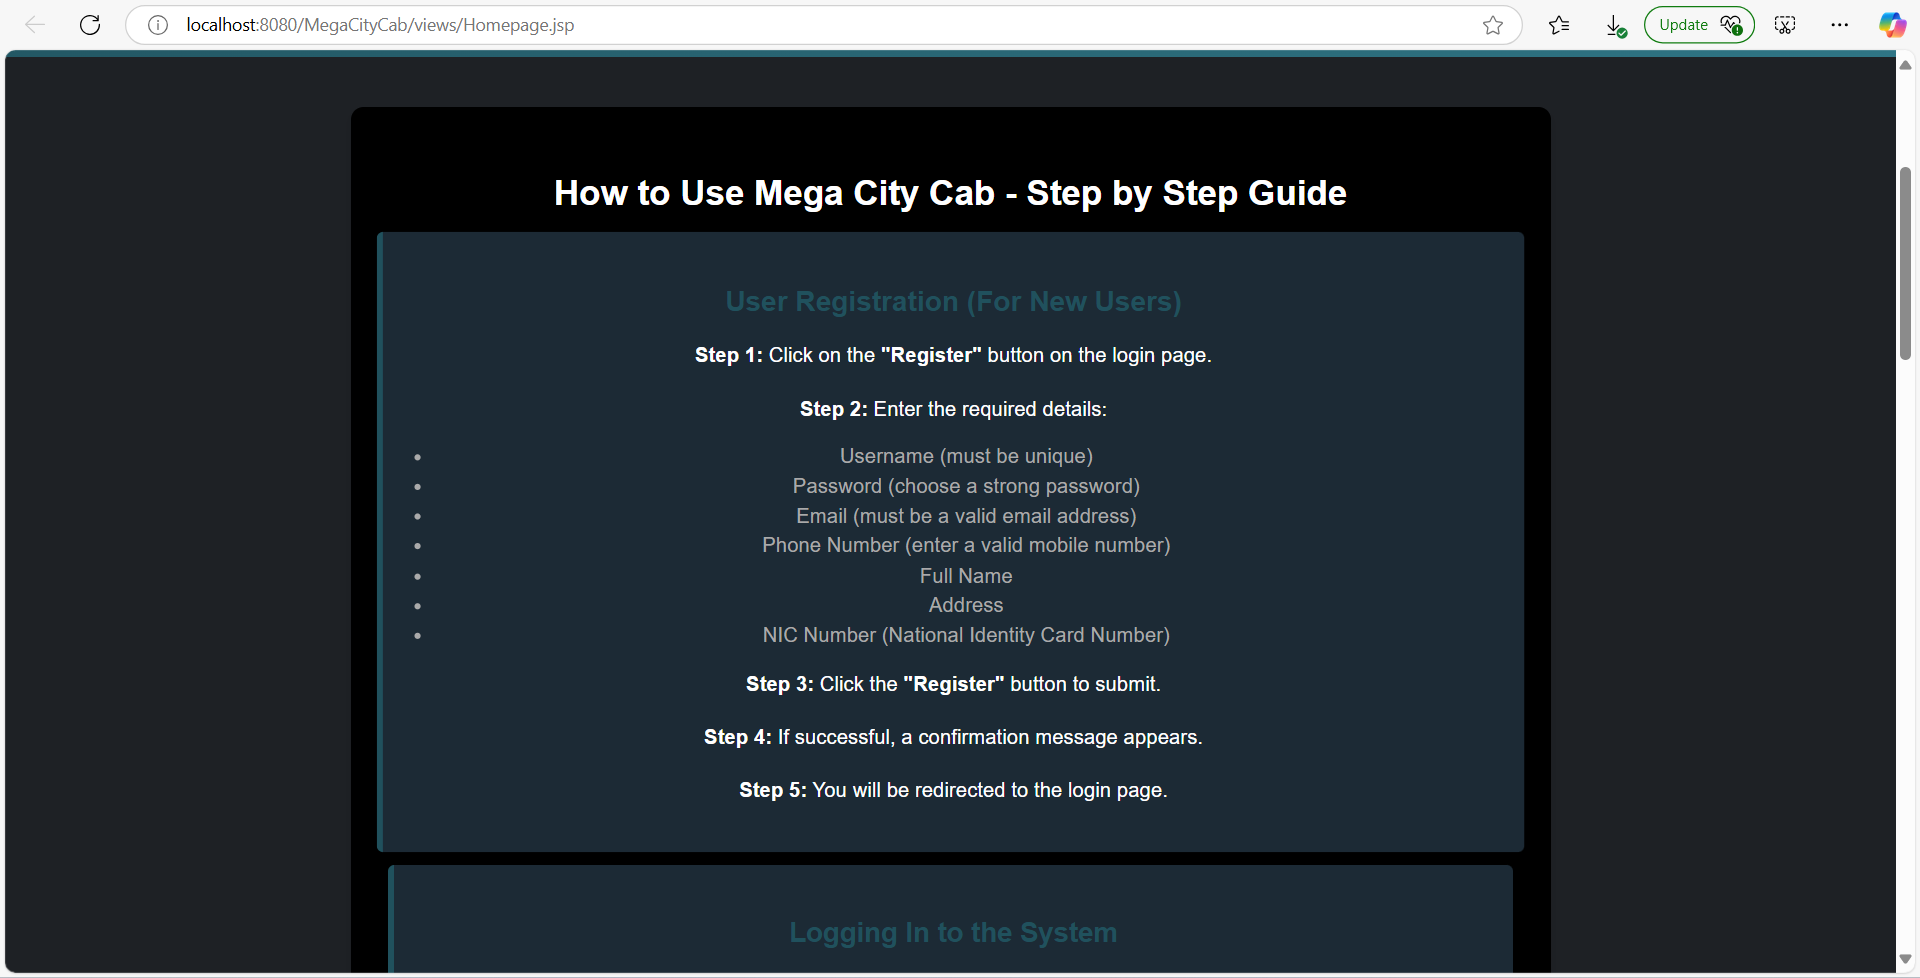 localhost:8080/MegaCityCab/views/Homepage.jsp
Update
How to Use Mega City Cab - Step by Step Guide
User Registration (For New Users)
Step 1: Click on the "Register" button on the login page.
Step 2: Enter the required details:
• Username (must be unique)
• Password (choose a strong password)
• Email (must be a valid email address)
• Phone Number (enter a valid mobile number)
• Full Name
• Address
• NIC Number (National Identity Card Number)
Step 3: Click the "Register" button to submit.
Step 4: If successful, a confirmation message appears.
Step 5: You will be redirected to the login page.
Logging In to the System